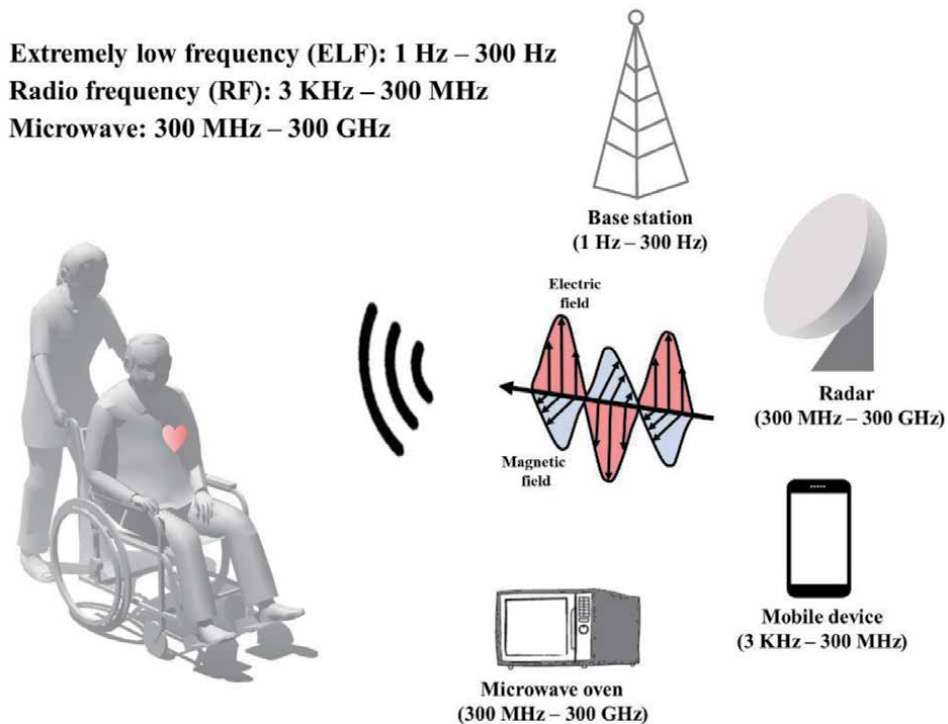 Extremely low frequency (ELF): 1 Hz – 300 Hz
Radio frequency (RF): 3 KHz – 300 MHz
Microwave: 300 MHz – 300 GHz
Base station
(1 Hz – 300 Hz)
Electric
field
Magnetic
field
Radar
(300 MHz – 300 GHz)
Mobile device
(3 KHz – 300 MHz)
Microwave oven
(300 MHz – 300 GHz)